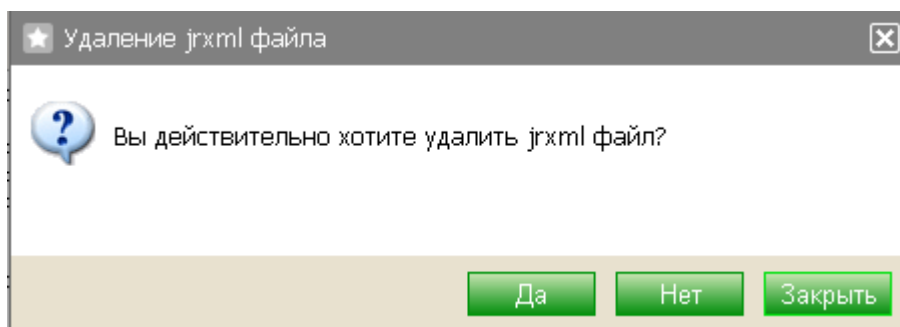 Удаление jrxml файла
Вы действительно хотите удалить jrxml файл?
Да Нет Закрыть